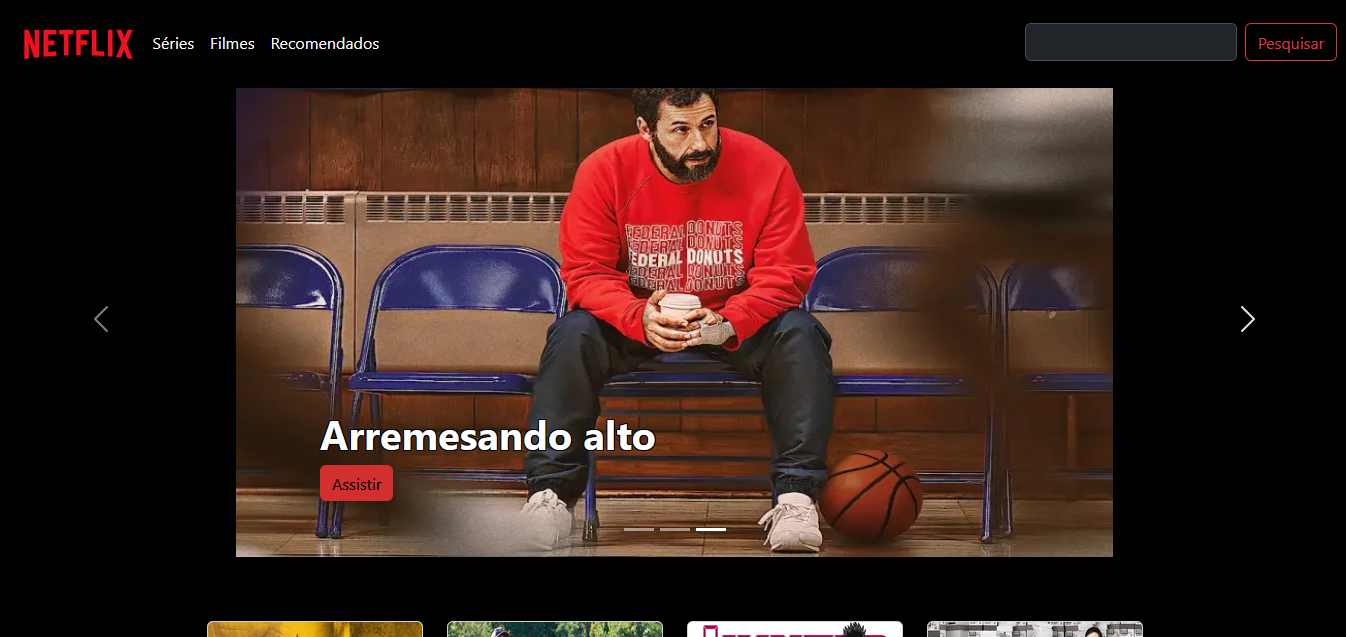 NETFLIX Séries Filmes Recomendados Pesquisar
FEDERAL DONUTS
FEDERAL DONUTS
FEDERAL DONUTS
FEDERAL DONUTS
FEDERAL DONUTS
Arremesando alto
Assistir